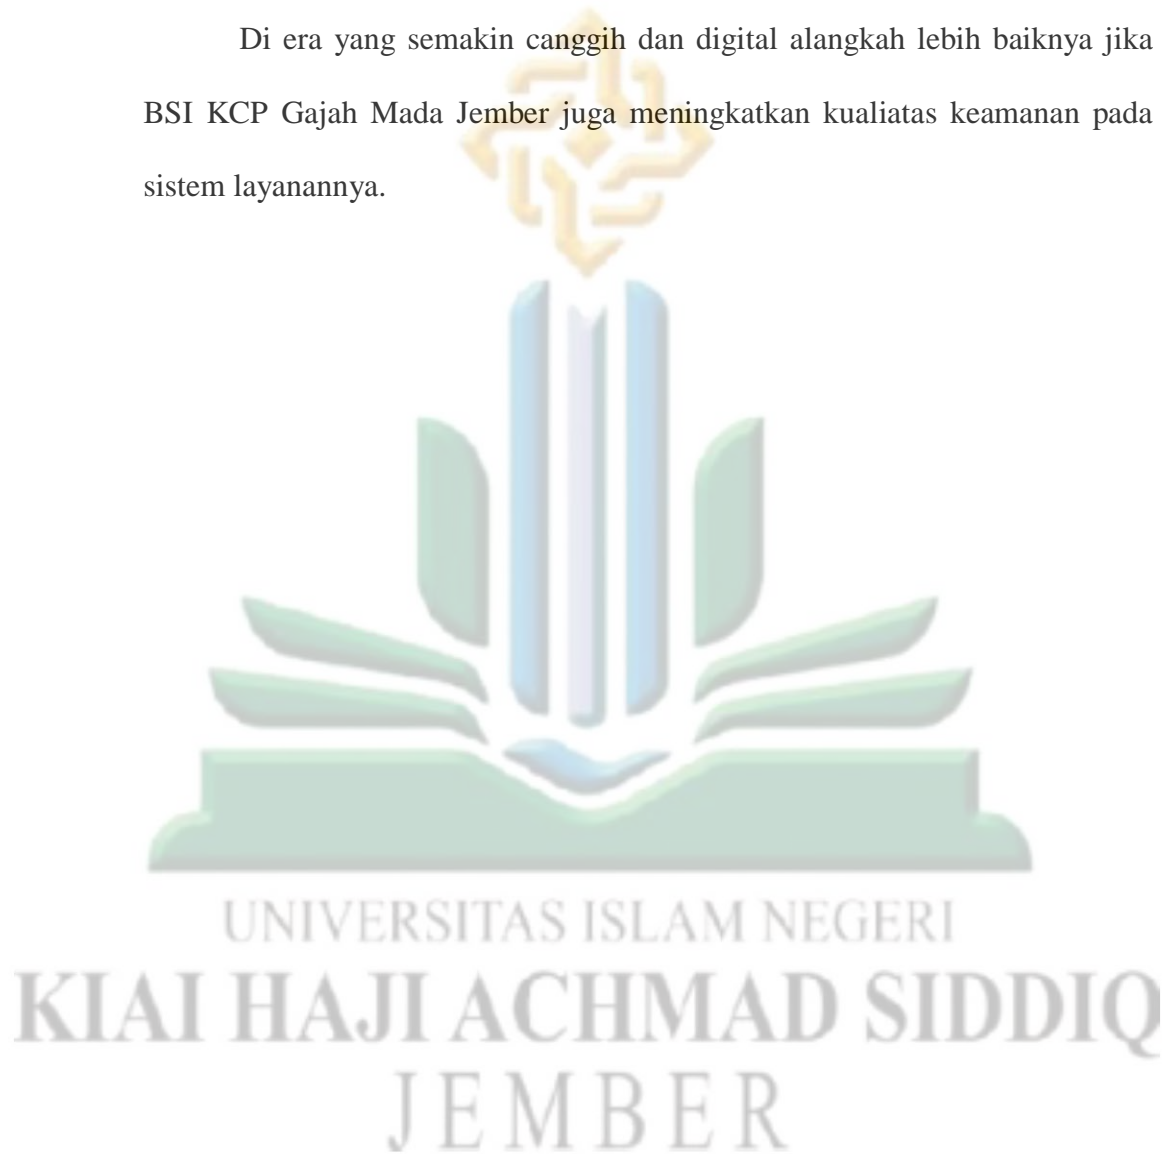 Di era yang semakin canggih dan digital alangkah lebih baiknya jika
BSI KCP Gajah Mada Jember juga meningkatkan kualiatas keamanan pada
sistem layanannya.
UNIVERSITAS ISLAM NEGERI
KIAI HAJI ACHMAD SIDDIQ
JEMBER